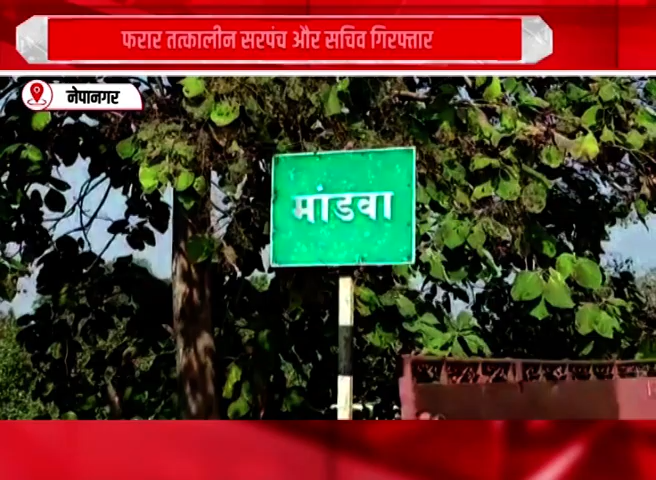 फरार तत्कालीन सरपंच और सचिव गिरफ्तार
नेपानगर
मांडवा